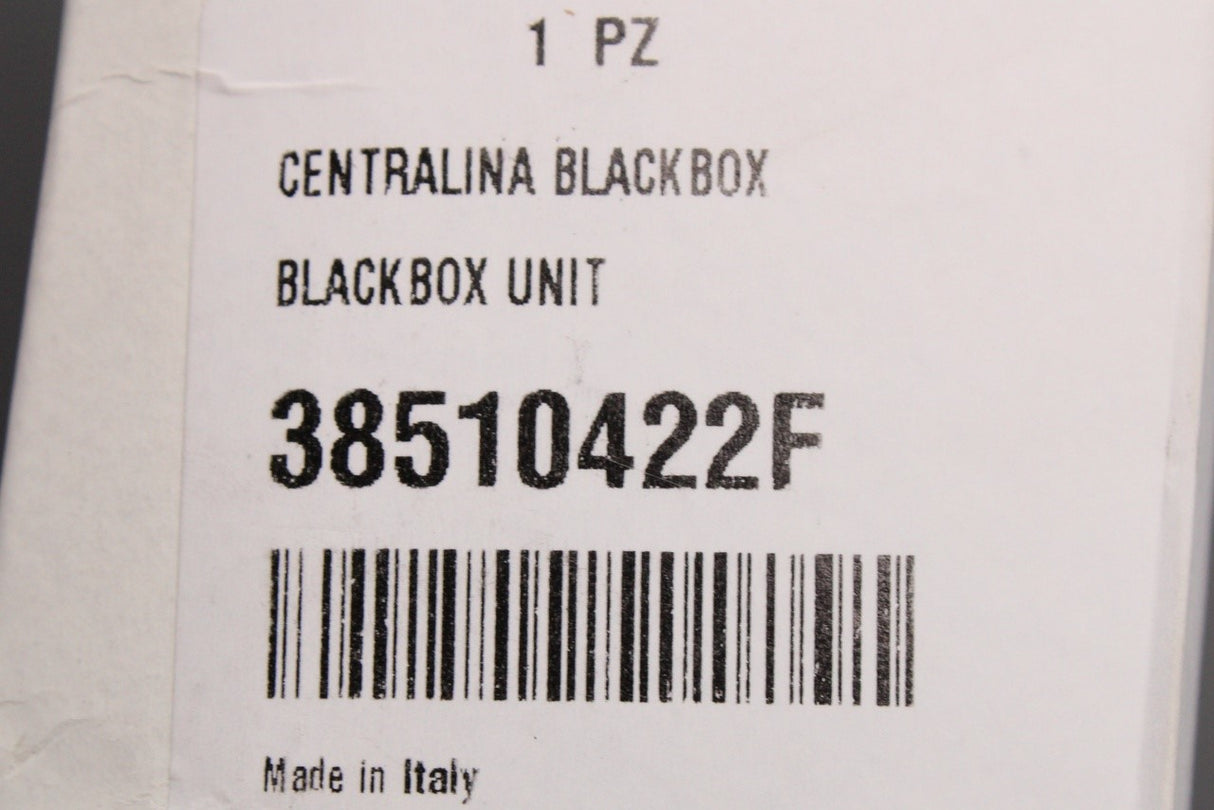 1 PZ
CENTRALINA BLACKBOX
BLACKBOX UNIT
38510422F
Made in Italy